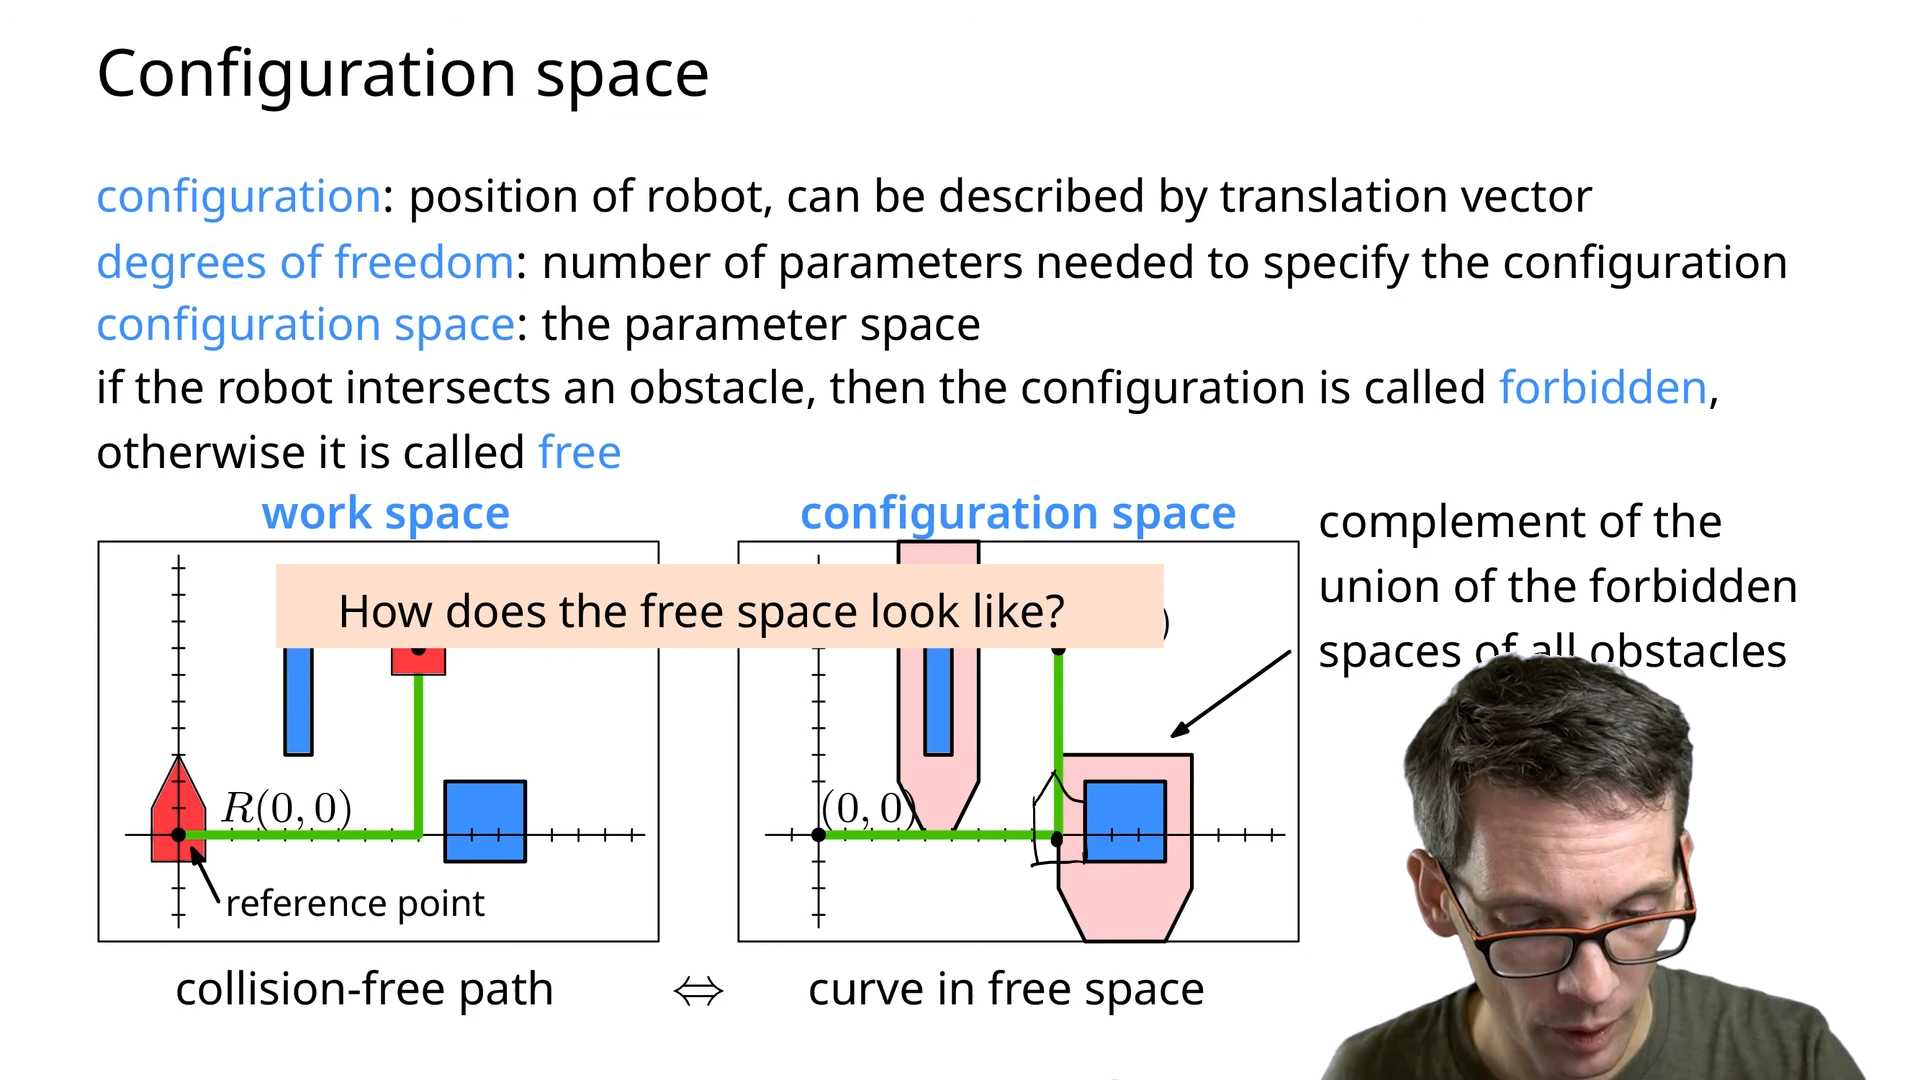 Configuration space
configuration: position of robot, can be described by translation vector
degrees of freedom: number of parameters needed to specify the configuration
configuration space: the parameter space
if the robot intersects an obstacle, then the configuration is called forbidden,
otherwise it is called free
work space
configuration space
complement of the
union of the forbidden
spaces of all obstacles
How does the free space look like?
)
R(0, 0)
(0, 0)
reference point
collision-free path ⇔ curve in free space